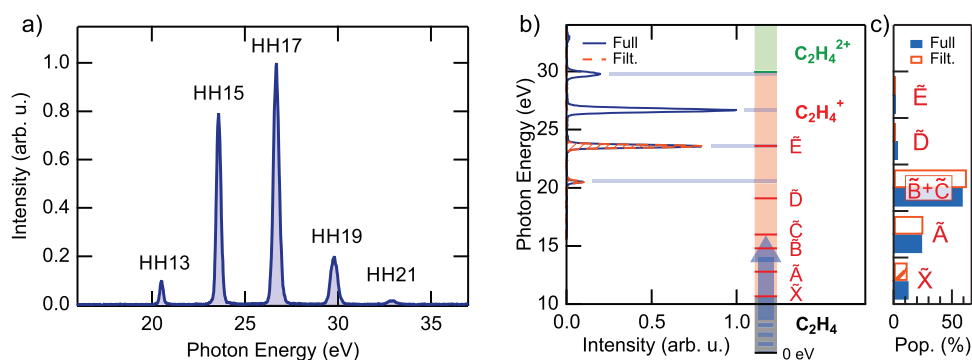 a)
Intensity (arb. u.)
1.0
0.8
0.6
0.4
0.2
0.0
HH13
HH15
HH17
HH19
HH21
20
25
30
35
Photon Energy (eV)
b)
Photon Energy (eV)
30
25
20
15
10
Full
Filt.
0.0
0.5
1.0
Intensity (arb. u.)
C₂H₄²⁺
C₂H₄⁺
Ẽ
D̃
C̃
B̃
Ã
X̃
C₂H₄
0 eV
c)
Full
Filt.
Ẽ
D̃
B̃+C̃
Ã
X̃
0
50
Pop. (%)